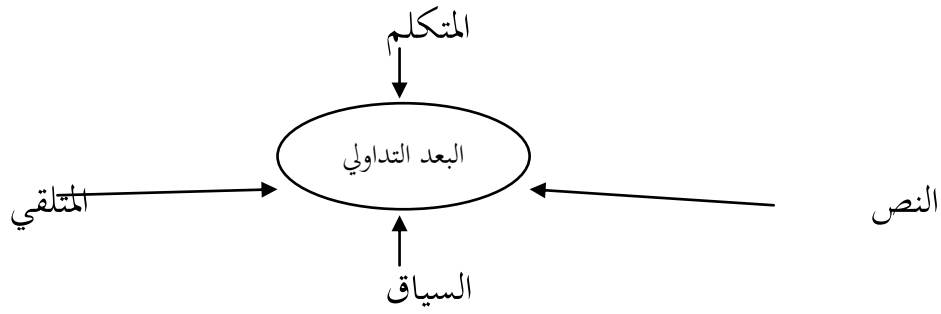 المتكلم
البعد التداولي
النص
المتلقي
السياق